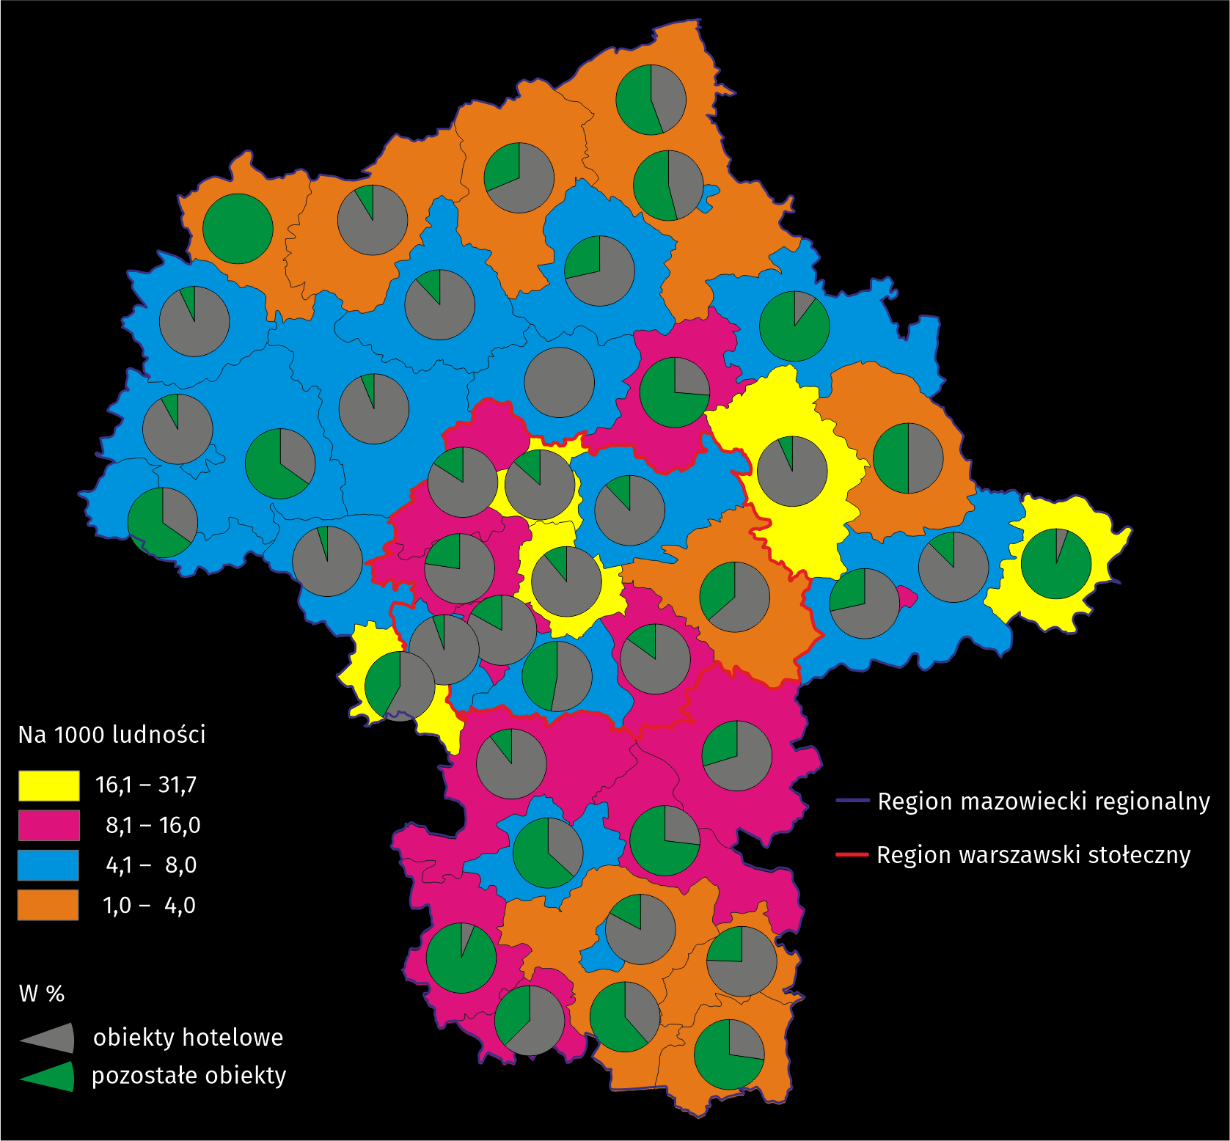 Na 1000 ludności
16,1 – 31,7
8,1 – 16,0
4,1 – 8,0
1,0 – 4,0
W %
obiekty hotelowe
pozostałe obiekty
Region mazowiecki regionalny
Region warszawski stołeczny